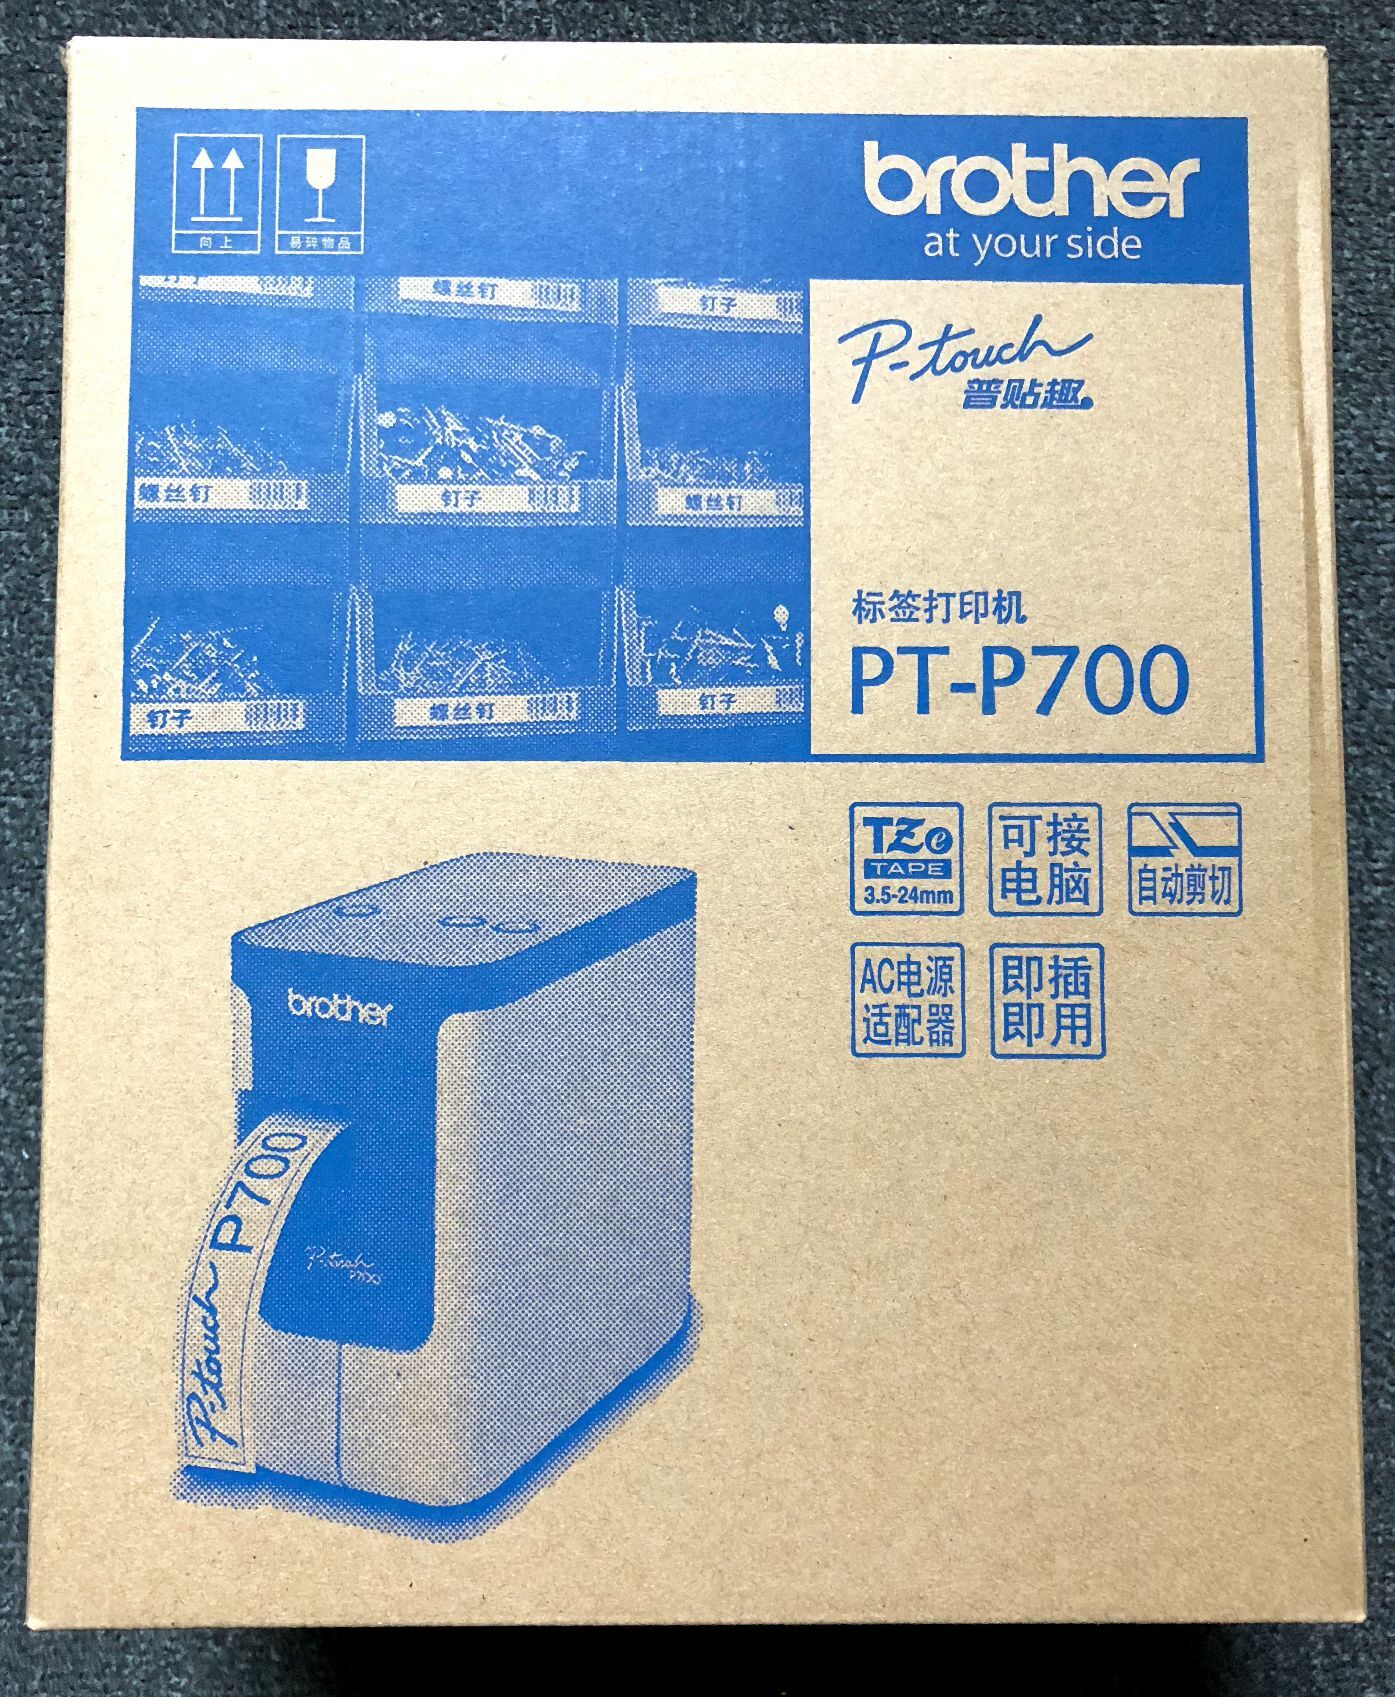 brother
at your side
向上
易碎物品
螺丝钉
钉子
P-touch
普贴趣
螺丝钉
钉子
螺丝钉
标签打印机
PT-P700
钉子
螺丝钉
钉子
TZe
TAPE
3.5-24mm
可接
电脑
自动剪切
AC电源
适配器
即插
即用
brother
P-touch P700
P-touch
P700